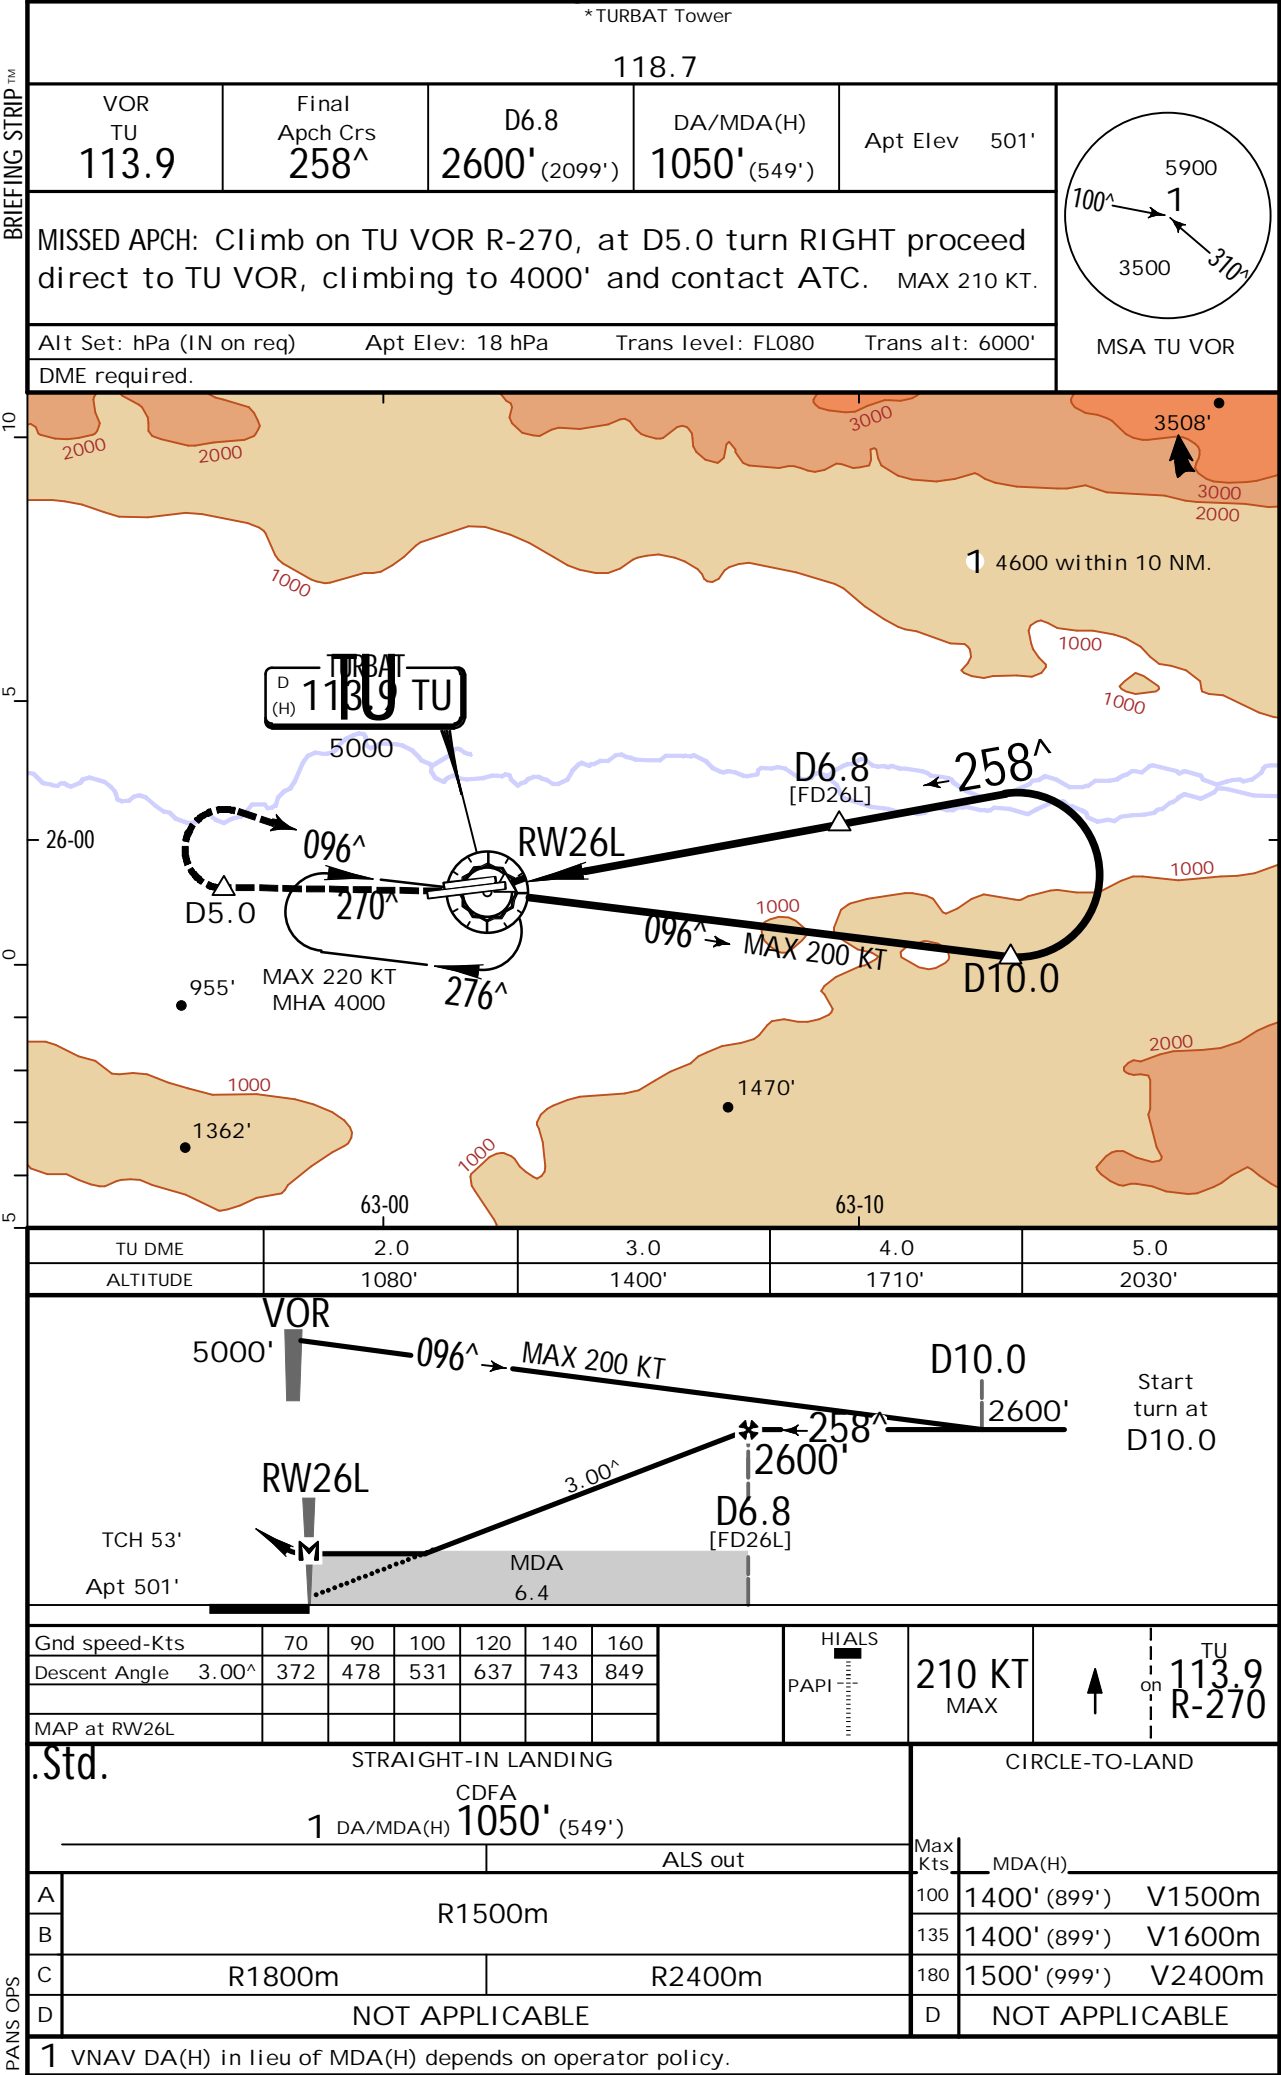 *TURBAT Tower
118.7
BRIEFING STRIP™
VOR
TU
113.9
Final
Apch Crs
258^
D6.8
2600' (2099')
DA/MDA(H)
1050' (549')
Apt Elev 501'
5900
100^
1
3500
310^
MSA TU VOR
MISSED APCH: Climb on TU VOR R-270, at D5.0 turn RIGHT proceed
direct to TU VOR, climbing to 4000' and contact ATC. MAX 210 KT.
Alt Set: hPa (IN on req) Apt Elev: 18 hPa Trans level: FL080 Trans alt: 6000'
DME required.
10
2000
2000
3000
3508'
3000
2000
1000
1 4600 within 10 NM.
1000
1000
5
TURBAT
TU
D
(H) 113.9 TU
5000
D6.8
[FD26L]
258^
26-00
096^
RW26L
1000
D5.0
270^
1000
096^
MAX 200 KT
D10.0
0
955'
MAX 220 KT
MHA 4000
276^
2000
1000
1470'
1362'
1000
5
63-00
63-10
TU DME 2.0 3.0 4.0 5.0
ALTITUDE 1080' 1400' 1710' 2030'
VOR
5000'
096^
MAX 200 KT
D10.0
2600'
Start
turn at
D10.0
258^
2600'
RW26L
3.00^
D6.8
[FD26L]
TCH 53'
M
MDA
Apt 501'
6.4
Gnd speed-Kts 70 90 100 120 140 160
Descent Angle 3.00^ 372 478 531 637 743 849
MAP at RW26L
HIALS
PAPI
210 KT
MAX
on
TU
113.9
R-270
.Std.
STRAIGHT-IN LANDING
CDFA
1 DA/MDA(H) 1050' (549')
ALS out
CIRCLE-TO-LAND
Max
Kts
MDA(H)
A
B
R1500m
100 1400' (899') V1500m
135 1400' (899') V1600m
C R1800m R2400m
180 1500' (999') V2400m
D NOT APPLICABLE
D NOT APPLICABLE
PANS OPS
1 VNAV DA(H) in lieu of MDA(H) depends on operator policy.